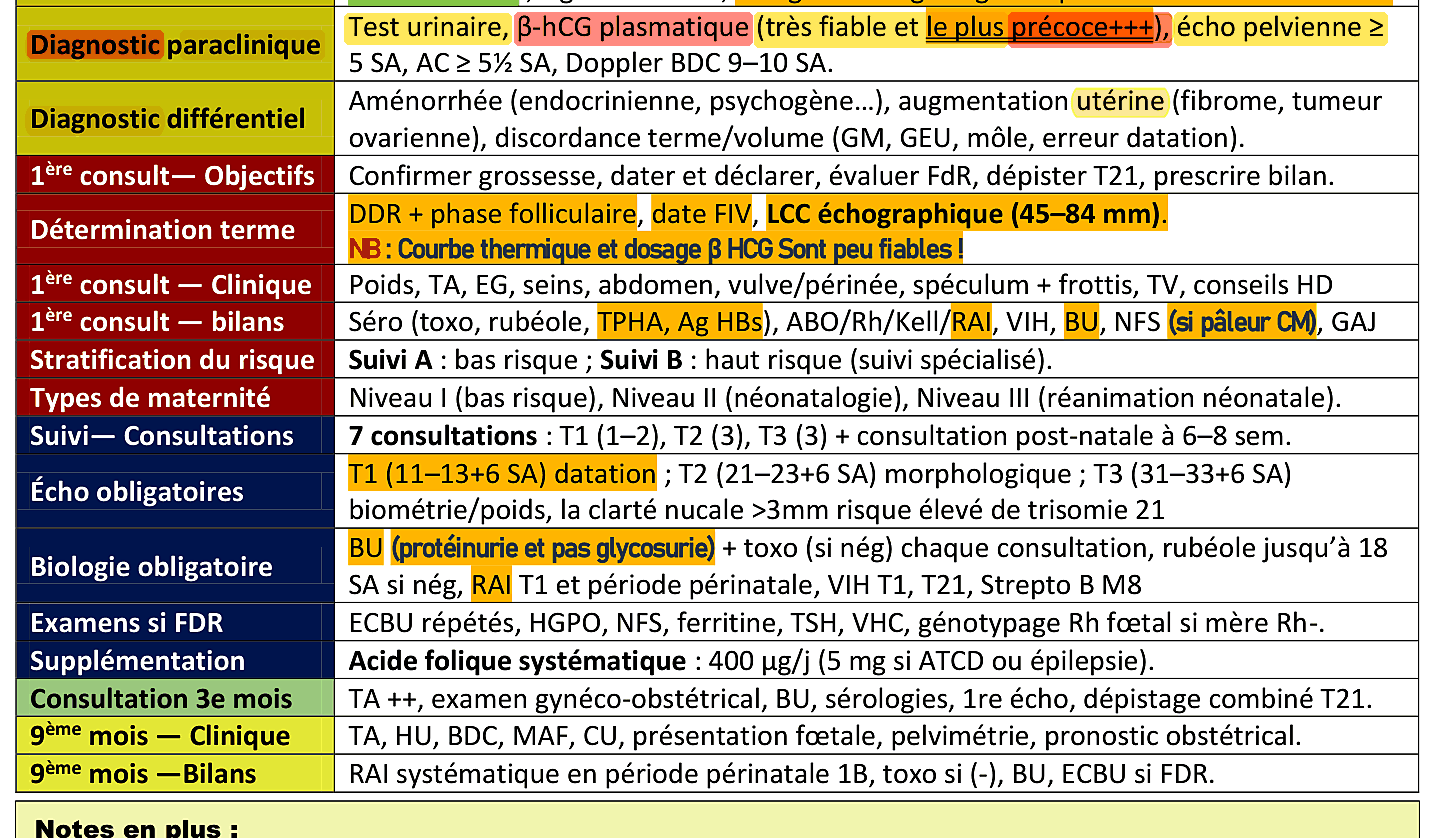 Diagnostic paraclinique
Test urinaire, β-hCG plasmatique (très fiable et le plus précoce+++), écho pelvienne ≥
5 SA, AC ≥ 5½ SA, Doppler BDC 9–10 SA.
Diagnostic différentiel
Aménorrhée (endocrinienne, psychogène…), augmentation utérine (fibrome, tumeur
ovarienne), discordance terme/volume (GM, GEU, môle, erreur datation).
1ère consult— Objectifs
Confirmer grossesse, dater et déclarer, évaluer FdR, dépister T21, prescrire bilan.
Détermination terme
DDR + phase folliculaire, date FIV, LCC échographique (45–84 mm).
NB : Courbe thermique et dosage β HCG Sont peu fiables !
1ère consult — Clinique
Poids, TA, EG, seins, abdomen, vulve/périnée, spéculum + frottis, TV, conseils HD
1ère consult — bilans
Séro (toxo, rubéole, TPHA, Ag HBs), ABO/Rh/Kell/RAI, VIH, BU, NFS (si pâleur CM), GAJ
Stratification du risque
Suivi A : bas risque ; Suivi B : haut risque (suivi spécialisé).
Types de maternité
Niveau I (bas risque), Niveau II (néonatalogie), Niveau III (réanimation néonatale).
Suivi— Consultations
7 consultations : T1 (1–2), T2 (3), T3 (3) + consultation post-natale à 6–8 sem.
Écho obligatoires
T1 (11–13+6 SA) datation ; T2 (21–23+6 SA) morphologique ; T3 (31–33+6 SA)
biométrie/poids, la clarté nucale >3mm risque élevé de trisomie 21
Biologie obligatoire
BU (protéinurie et pas glycosurie) + toxo (si nég) chaque consultation, rubéole jusqu’à 18
SA si nég, RAI T1 et période périnatale, VIH T1, T21, Strepto B M8
Examens si FDR
ECBU répétés, HGPO, NFS, ferritine, TSH, VHC, génotypage Rh fœtal si mère Rh-.
Supplémentation
Acide folique systématique : 400 µg/j (5 mg si ATCD ou épilepsie).
Consultation 3e mois
TA ++, examen gynéco-obstétrical, BU, sérologies, 1re écho, dépistage combiné T21.
9ème mois — Clinique
TA, HU, BDC, MAF, CU, présentation fœtale, pelvimétrie, pronostic obstétrical.
9ème mois —Bilans
RAI systématique en période périnatale 1B, toxo si (-), BU, ECBU si FDR.
Notes en plus :